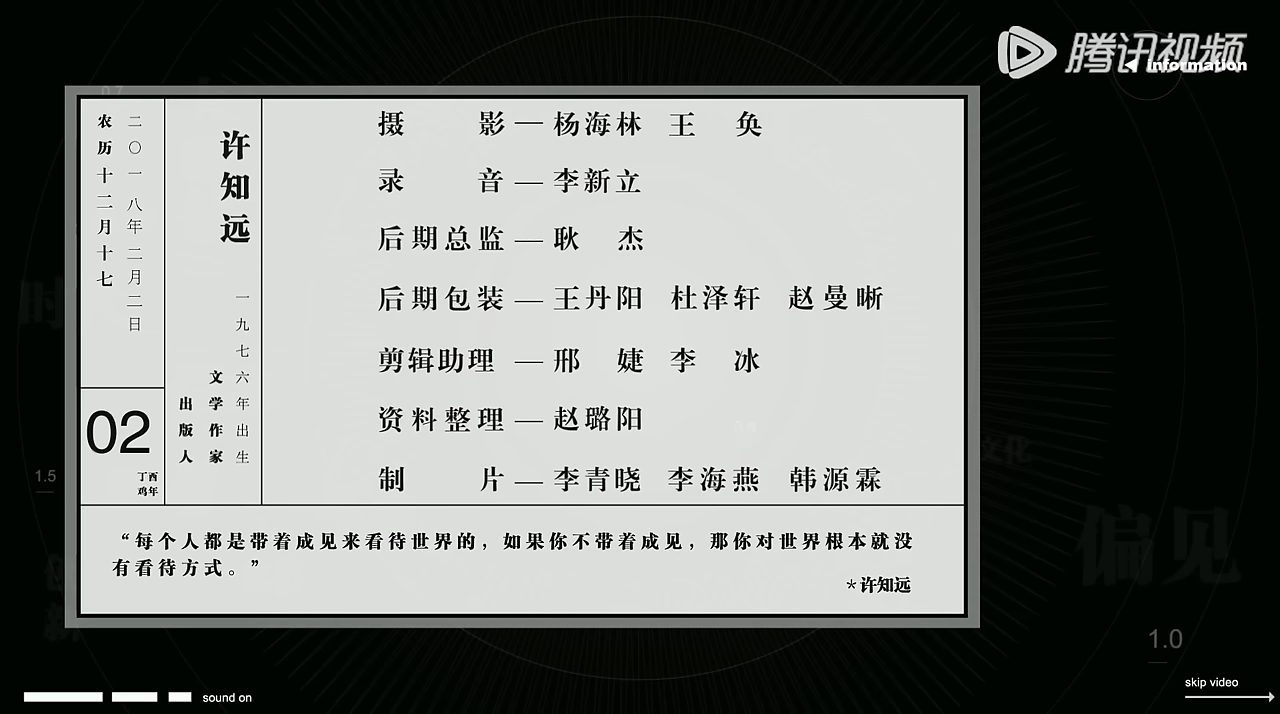 腾讯视频
information
二〇一八年二月二日
农历十二月十七
02
丁酉
鸡年
许知远
一九七六年出生
文学作家
出版人
摄影—杨海林 王奂
录音—李新立
后期总监—耿杰
后期包装—王丹阳 杜泽轩 赵曼晰
剪辑助理—邢婕 李冰
资料整理—赵璐阳
制片—李青晓 李海燕 韩源霖
“每个人都是带着成见来看待世界的，如果你不带着成见，那你对世界根本就没
有看待方式。”
*许知远
0.7
1.5
文化
偏见
1.0
sound on
skip video